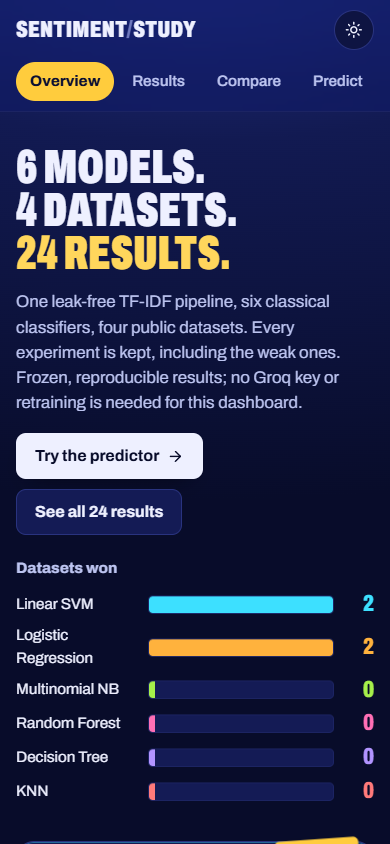 SENTIMENT/STUDY
Overview Results Compare Predict
6 MODELS.
4 DATASETS.
24 RESULTS.
One leak-free TF-IDF pipeline, six classical
classifiers, four public datasets. Every
experiment is kept, including the weak ones.
Frozen, reproducible results; no Groq key or
retraining is needed for this dashboard.
Try the predictor →
See all 24 results
Datasets won
Linear SVM 2
Logistic
Regression 2
Multinomial NB 0
Random Forest 0
Decision Tree 0
KNN 0